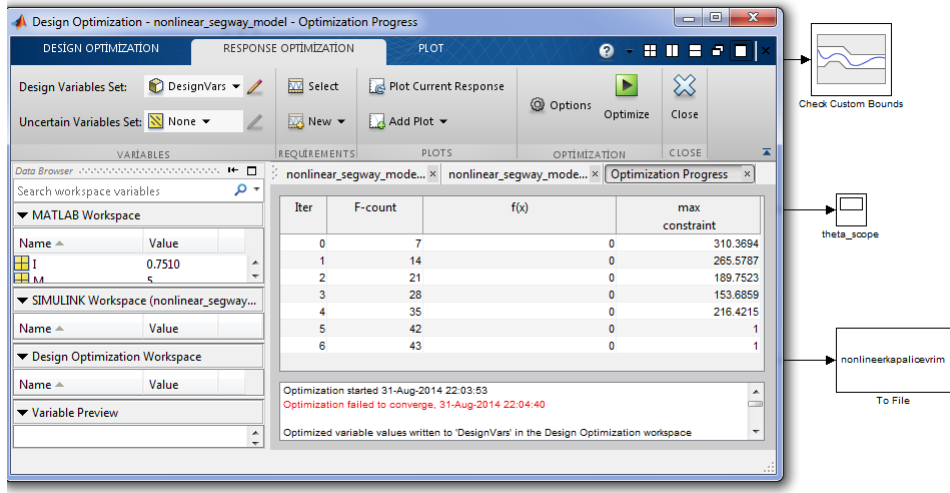 Design Optimization - nonlinear_segway_model - Optimization Progress
DESIGN OPTIMIZATION
RESPONSE OPTIMIZATION
PLOT
Design Variables Set:
DesignVars
Uncertain Variables Set:
None
Select
New
Plot Current Response
Add Plot
Options
Optimize
Close
VARIABLES
REQUIREMENTS
PLOTS
OPTIMIZATION
CLOSE
Data Browser
Search workspace variables
MATLAB Workspace
Name Value
I 0.7510
M 5
SIMULINK Workspace (nonlinear_segway...
Name Value
Design Optimization Workspace
Name Value
Variable Preview
nonlinear_segway_mode... ×
nonlinear_segway_mode... ×
Optimization Progress ×
Iter F-count f(x) max
constraint
0 7 0 310.3694
1 14 0 265.5787
2 21 0 189.7523
3 28 0 153.6859
4 35 0 216.4215
5 42 0 1
6 43 0 1
Optimization started 31-Aug-2014 22:03:53
Optimization failed to converge, 31-Aug-2014 22:04:40
Optimized variable values written to 'DesignVars' in the Design Optimization workspace
Check Custom Bounds
theta_scope
nonlineerkapalicevrim
To File